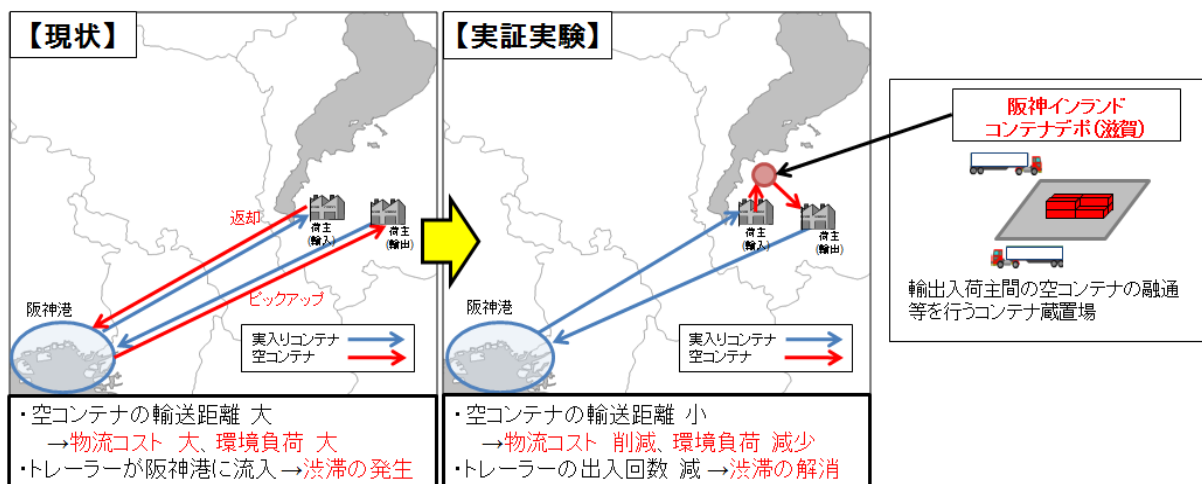 【現状】
返却
荷主
(輸入)
荷主
(輸出)
ピックアップ
阪神港
実入りコンテナ
空コンテナ
・空コンテナの輸送距離 大
→物流コスト 大、環境負荷 大
・トレーラーが阪神港に流入→渋滞の発生
【実証実験】
荷主
(輸入)
荷主
(輸出)
阪神港
実入りコンテナ
空コンテナ
・空コンテナの輸送距離 小
→物流コスト 削減、環境負荷 減少
・トレーラーの出入回数 減→渋滞の解消
阪神インランド
コンテナデポ(滋賀)
輸出入荷主間の空コンテナの融通
等を行うコンテナ蔵置場